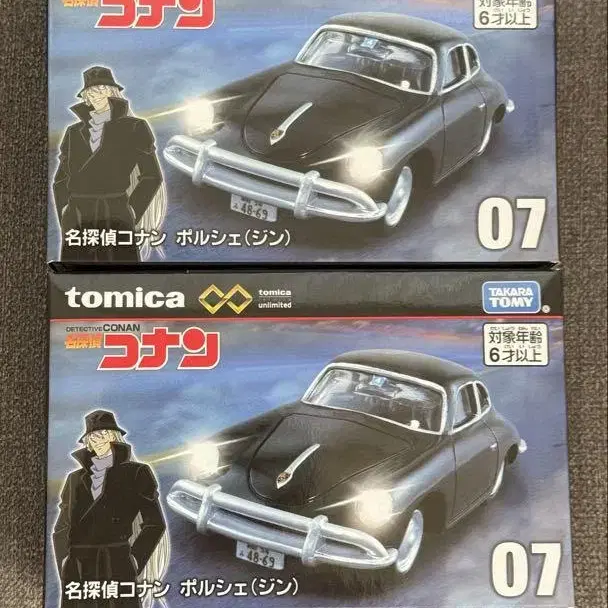 名探偵
コナン
対象年齢
6才以上
48-69
名探偵コナン ポルシェ(ジン)
07
tomica
tomica
unlimited
TAKARA
TOMY
DETECTIVE CONAN
名探偵
コナン
対象年齢
6才以上
48-69
名探偵コナン ポルシェ(ジン)
07